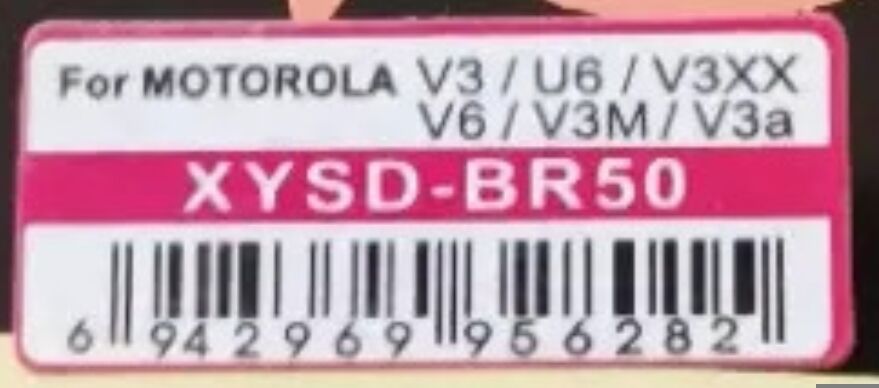 For MOTOROLA V3 / U6 / V3XX
V6 / V3M / V3a
XYSD-BR50
6 942969 956282